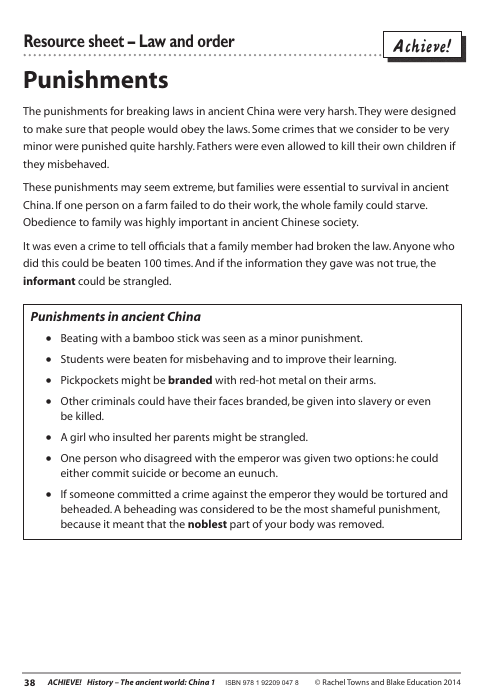 Resource sheet – Law and order
Achieve!
Punishments
The punishments for breaking laws in ancient China were very harsh. They were designed
to make sure that people would obey the laws. Some crimes that we consider to be very
minor were punished quite harshly. Fathers were even allowed to kill their own children if
they misbehaved.
These punishments may seem extreme, but families were essential to survival in ancient
China. If one person on a farm failed to do their work, the whole family could starve.
Obedience to family was highly important in ancient Chinese society.
It was even a crime to tell officials that a family member had broken the law. Anyone who
did this could be beaten 100 times. And if the information they gave was not true, the
informant could be strangled.
Punishments in ancient China
• Beating with a bamboo stick was seen as a minor punishment.
• Students were beaten for misbehaving and to improve their learning.
• Pickpockets might be branded with red-hot metal on their arms.
• Other criminals could have their faces branded, be given into slavery or even
be killed.
• A girl who insulted her parents might be strangled.
• One person who disagreed with the emperor was given two options: he could
either commit suicide or become an eunuch.
• If someone committed a crime against the emperor they would be tortured and
beheaded. A beheading was considered to be the most shameful punishment,
because it meant that the noblest part of your body was removed.
38 ACHIEVE! History – The ancient world: China 1 ISBN 978 1 92209 047 8 © Rachel Towns and Blake Education 2014